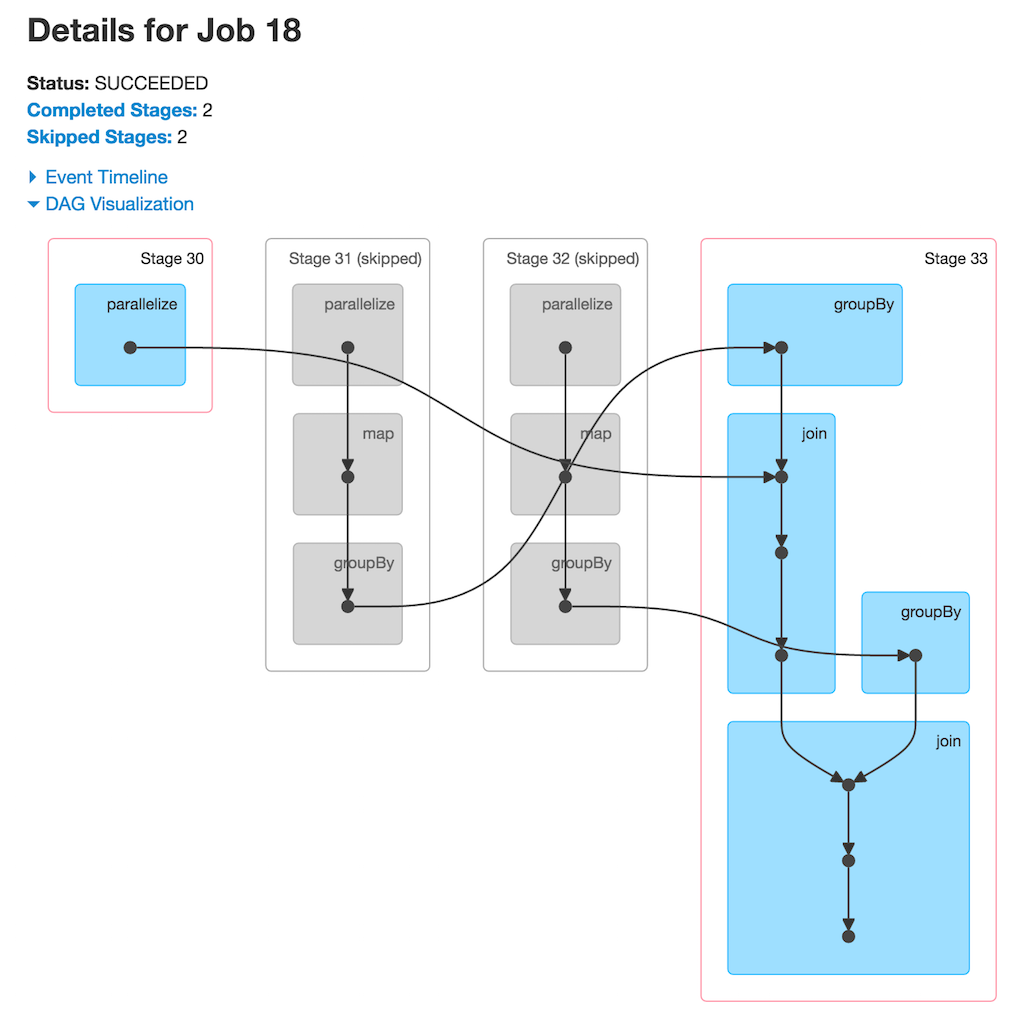 Details for Job 18
Status: SUCCEEDED
Completed Stages: 2
Skipped Stages: 2
Event Timeline
DAG Visualization
Stage 30
parallelize
Stage 31 (skipped)
parallelize
map
groupBy
Stage 32 (skipped)
parallelize
map
groupBy
Stage 33
groupBy
join
groupBy
join